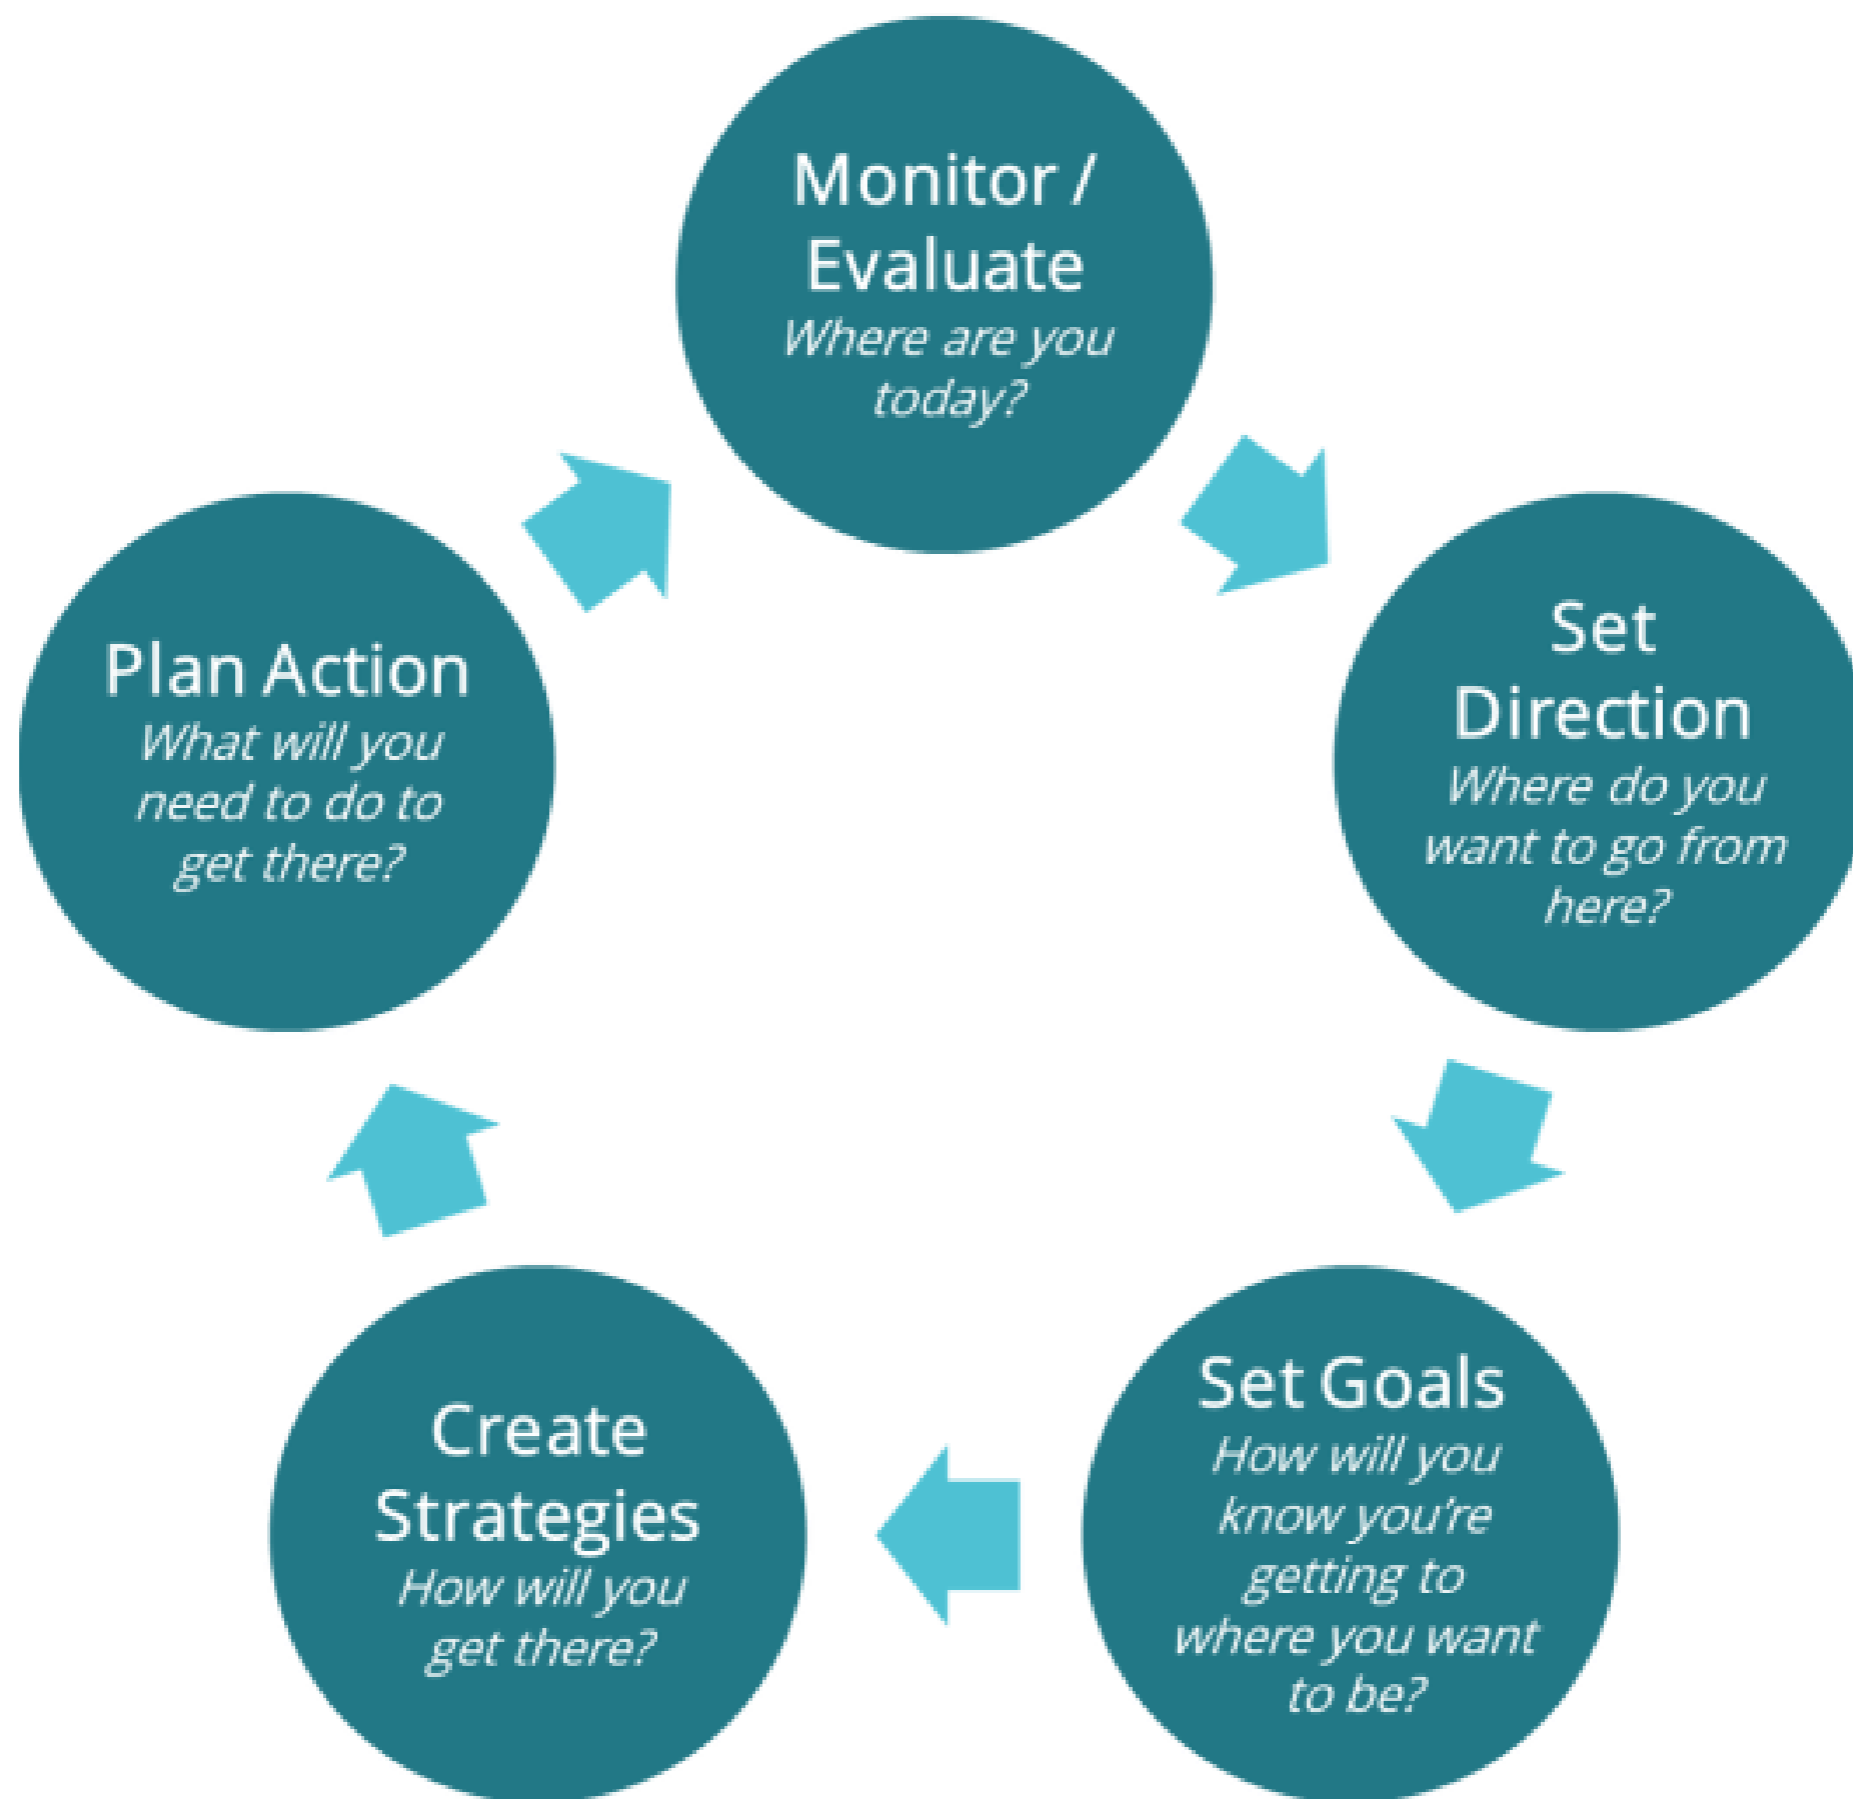 Monitor /
Evaluate
Where are you
today?
Set
Direction
Where do you
want to go from
here?
Set Goals
How will you
know you’re
getting to
where you want
to be?
Create
Strategies
How will you
get there?
Plan Action
What will you
need to do to
get there?